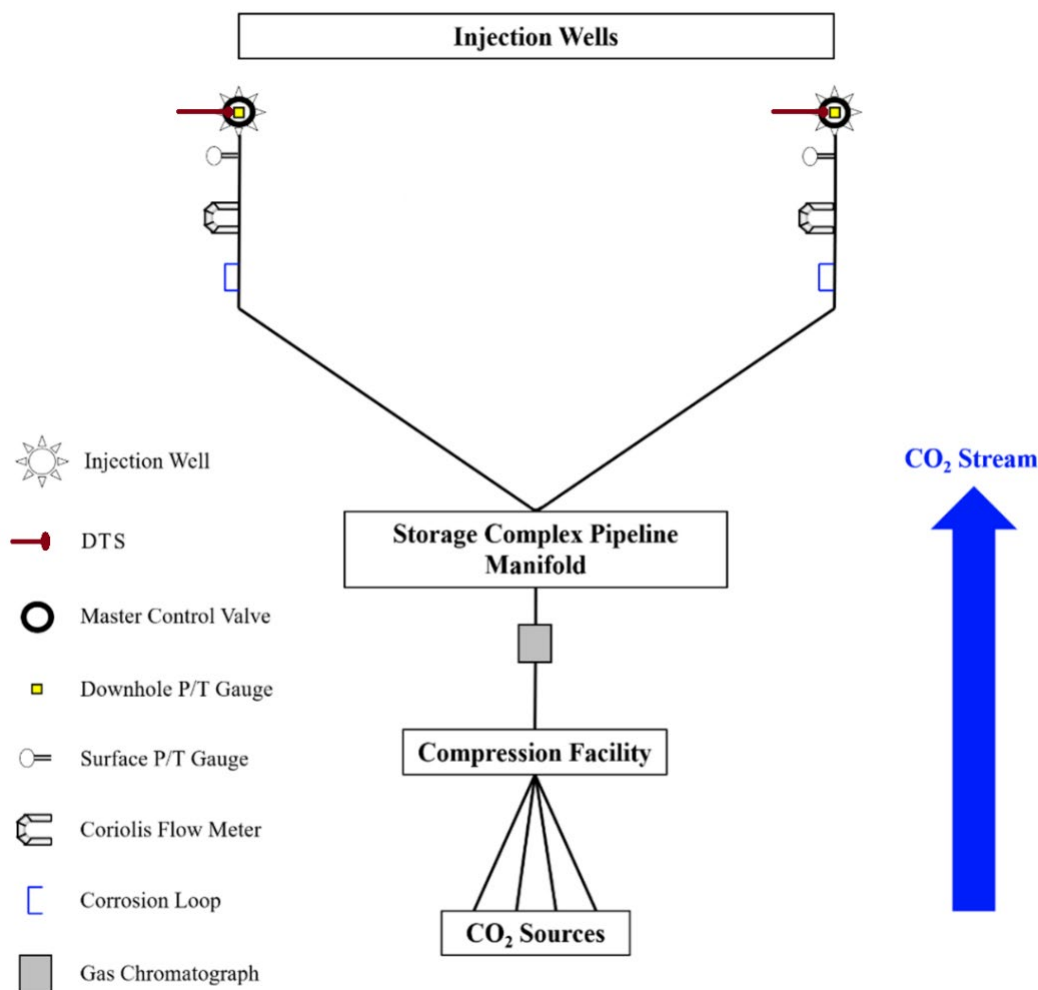 Injection Wells
Injection Well
CO₂ Stream
DTS
Storage Complex Pipeline
Manifold
Master Control Valve
Downhole P/T Gauge
Surface P/T Gauge
Compression Facility
Coriolis Flow Meter
Corrosion Loop
CO₂ Sources
Gas Chromatograph